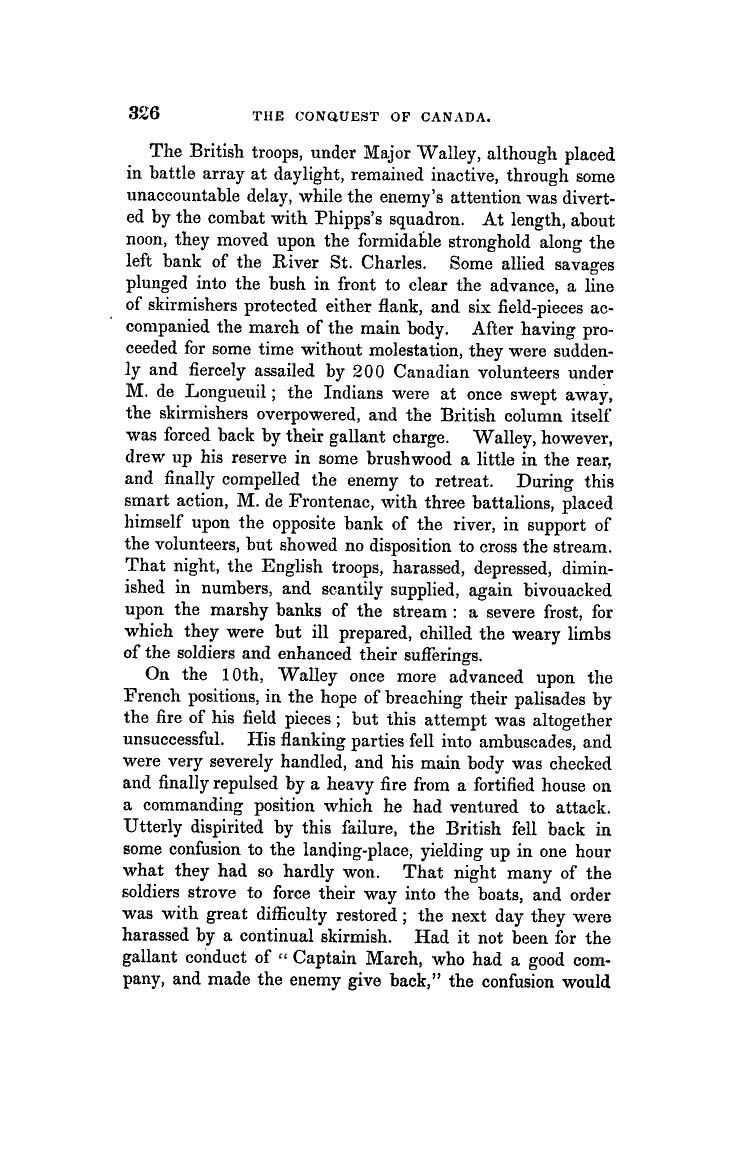 326 THE CONQUEST OF CANADA.
The British troops, under Major Walley, although placed
in battle array at daylight, remained inactive, through some
unaccountable delay, while the enemy's attention was divert-
ed by the combat with Phipps's squadron. At length, about
noon, they moved upon the formidable stronghold along the
left bank of the River St. Charles. Some allied savages
plunged into the bush in front to clear the advance, a line
of skirmishers protected either flank, and six field-pieces ac-
companied the march of the main body. After having pro-
ceeded for some time without molestation, they were sudden-
ly and fiercely assailed by 200 Canadian volunteers under
M. de Longueuil ; the Indians were at once swept away,
the skirmishers overpowered, and the British column itself
was forced back by their gallant charge. Walley, however,
drew up his reserve in some brushwood a little in the rear,
and finally compelled the enemy to retreat. During this
smart action, M. de Frontenac, with three battalions, placed
himself upon the opposite bank of the river, in support of
the volunteers, but showed no disposition to cross the stream.
That night, the English troops, harassed, depressed, dimin-
ished in numbers, and scantily supplied, again bivouacked
upon the marshy banks of the stream : a severe frost, for
which they were but ill prepared, chilled the weary limbs
of the soldiers and enhanced their sufferings.
On the 10th, Walley once more advanced upon the
French positions, in the hope of breaching their palisades by
the fire of his field pieces ; but this attempt was altogether
unsuccessful. His flanking parties fell into ambuscades, and
were very severely handled, and his main body was checked
and finally repulsed by a heavy fire from a fortified house on
a commanding position which he had ventured to attack.
Utterly dispirited by this failure, the British fell back in
some confusion to the landing-place, yielding up in one hour
what they had so hardly won. That night many of the
soldiers strove to force their way into the boats, and order
was with great difficulty restored ; the next day they were
harassed by a continual skirmish. Had it not been for the
gallant conduct of “ Captain March, who had a good com-
pany, and made the enemy give back,” the confusion would